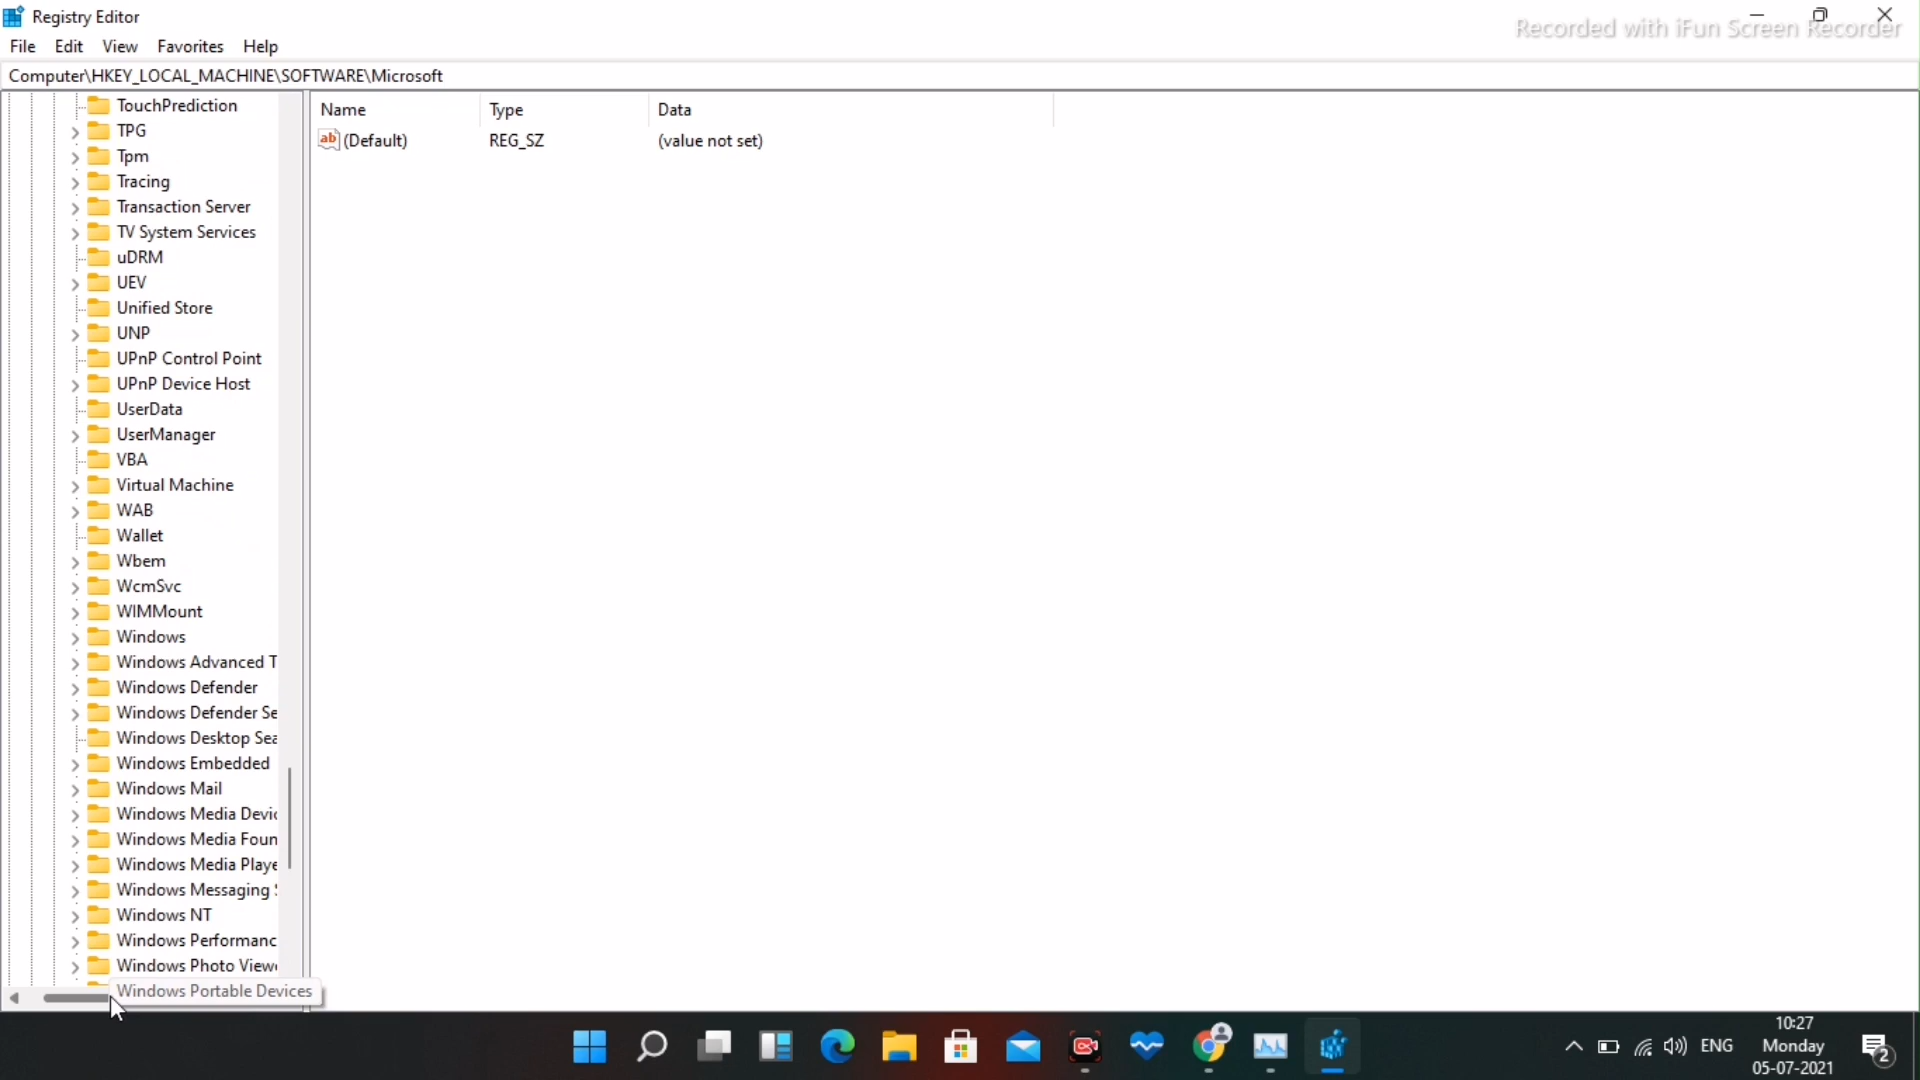 Registry Editor
Recorded with iFun Screen Recorder
File Edit View Favorites Help
Computer\HKEY_LOCAL_MACHINE\SOFTWARE\Microsoft
Name Type Data
ab (Default) REG_SZ (value not set)
TouchPrediction
TPG
Tpm
Tracing
Transaction Server
TV System Services
uDRM
UEV
Unified Store
UNP
UPnP Control Point
UPnP Device Host
UserData
UserManager
VBA
Virtual Machine
WAB
Wallet
Wbem
WcmSvc
WIMMount
Windows
Windows Advanced T
Windows Defender
Windows Defender Se
Windows Desktop Sea
Windows Embedded
Windows Mail
Windows Media Devic
Windows Media Foun
Windows Media Playe
Windows Messaging
Windows NT
Windows Performanc
Windows Photo View
Windows Portable Devices
ENG
10:27
Monday
05-07-2021
2